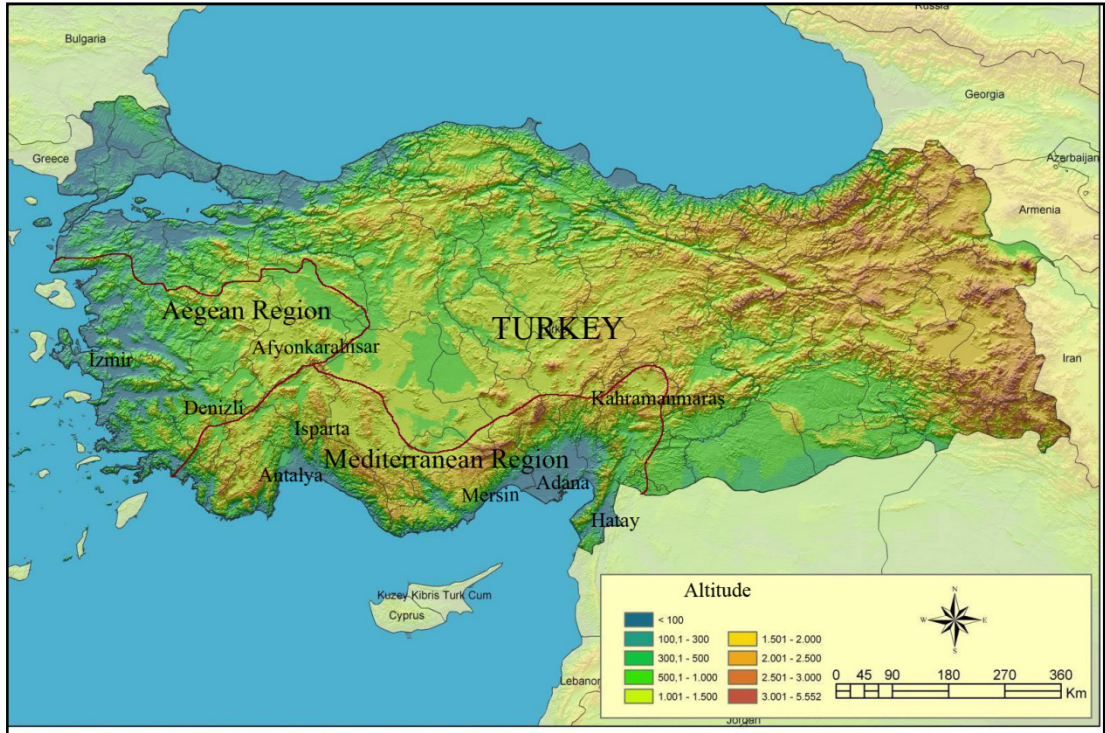 Russia
Bulgaria
Georgia
Greece
Azerbaijan
Armenia
Aegean Region
TURKEY
Afyonkarahisar
İzmir
Iran
Denizli
Kahramanmaraş
Isparta
Mediterranean Region
Antalya
Adana
Mersin
Hatay
Kuzey Kibris Turk Cum
Cyprus
Lebanon
Altitude
< 100
100,1 - 300
300,1 - 500
500,1 - 1.000
1.001 - 1.500
1.501 - 2.000
2.001 - 2.500
2.501 - 3.000
3.001 - 5.552
N
W E
S
0 45 90 180 270 360
Km